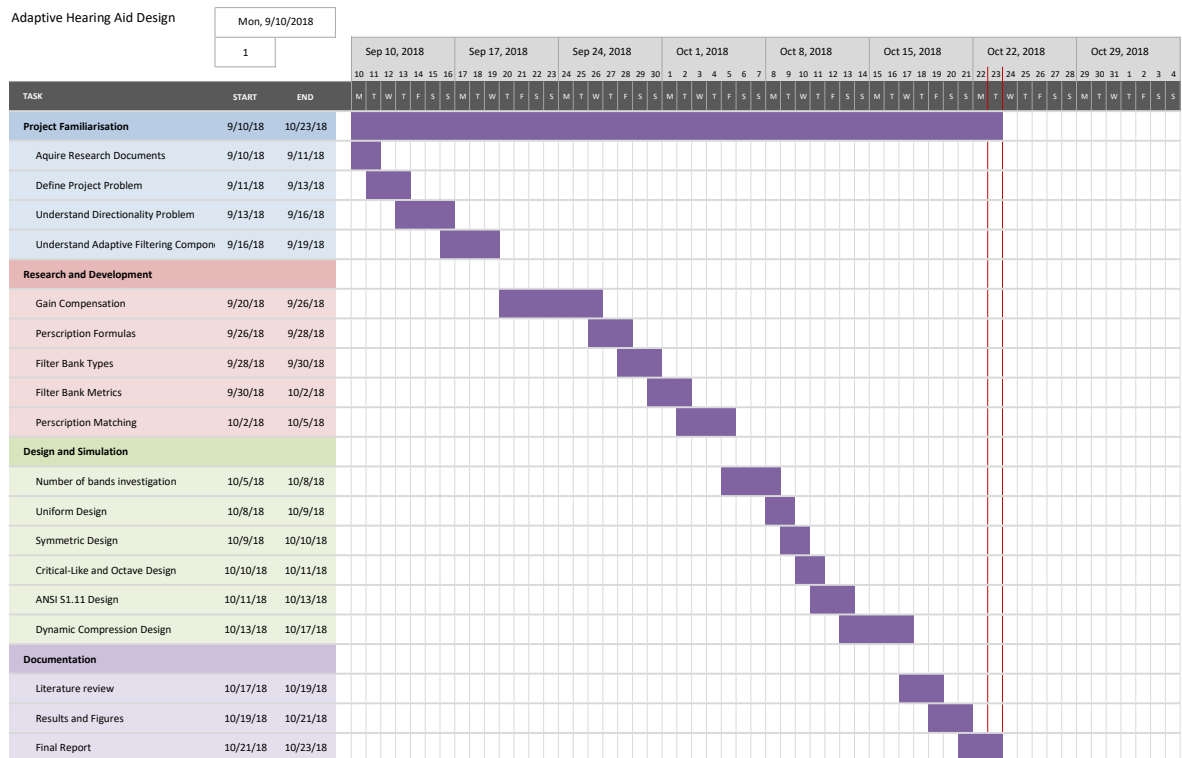 Adaptive Hearing Aid Design
Mon, 9/10/2018
1
Sep 10, 2018 Sep 17, 2018 Sep 24, 2018 Oct 1, 2018 Oct 8, 2018 Oct 15, 2018 Oct 22, 2018 Oct 29, 2018
10 11 12 13 14 15 16 17 18 19 20 21 22 23 24 25 26 27 28 29 30 1 2 3 4 5 6 7 8 9 10 11 12 13 14 15 16 17 18 19 20 21 22 23 24 25 26 27 28 29 30 31 1 2 3 4
TASK START END M T W T F S S M T W T F S S M T W T F S S M T W T F S S M T W T F S S M T W T F S S M T W T F S S M T W T F S S
Project Familiarisation 9/10/18 10/23/18
Aquire Research Documents 9/10/18 9/11/18
Define Project Problem 9/11/18 9/13/18
Understand Directionality Problem 9/13/18 9/16/18
Understand Adaptive Filtering Compon 9/16/18 9/19/18
Research and Development
Gain Compensation 9/20/18 9/26/18
Perscription Formulas 9/26/18 9/28/18
Filter Bank Types 9/28/18 9/30/18
Filter Bank Metrics 9/30/18 10/2/18
Perscription Matching 10/2/18 10/5/18
Design and Simulation
Number of bands investigation 10/5/18 10/8/18
Uniform Design 10/8/18 10/9/18
Symmetric Design 10/9/18 10/10/18
Critical-Like and Octave Design 10/10/18 10/11/18
ANSI S1.11 Design 10/11/18 10/13/18
Dynamic Compression Design 10/13/18 10/17/18
Documentation
Literature review 10/17/18 10/19/18
Results and Figures 10/19/18 10/21/18
Final Report 10/21/18 10/23/18